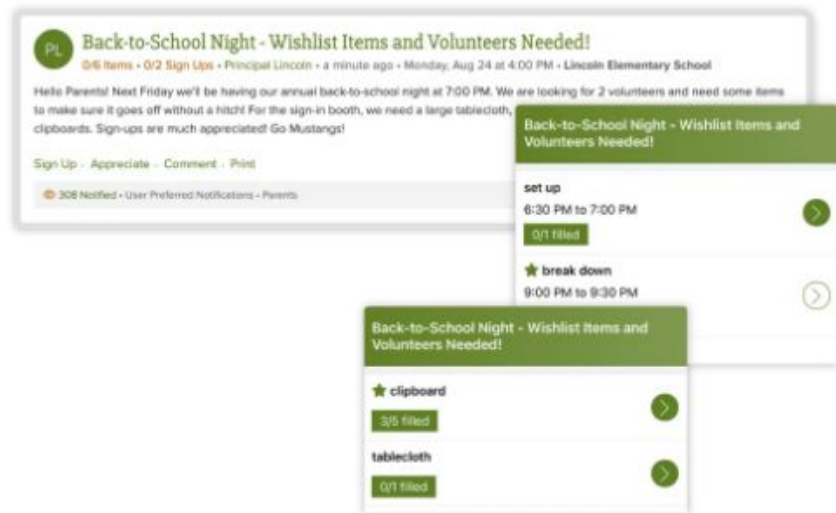 PL
Back-to-School Night - Wishlist Items and Volunteers Needed!
0/6 Items • 0/2 Sign Ups • Principal Lincoln • a minute ago • Monday, Aug 24 at 4:00 PM • Lincoln Elementary School
Hello Parents! Next Friday we'll be having our annual back-to-school night at 7:00 PM. We are looking for 2 volunteers and need some items
to make sure it goes off without a hitch! For the sign-in booth, we need a large tablecloth,
clipboards. Sign-ups are much appreciated! Go Mustangs!
Sign Up · Appreciate · Comment · Print
308 Notified • User Preferred Notifications - Parents
Back-to-School Night - Wishlist Items and
Volunteers Needed!
set up
6:30 PM to 7:00 PM
0/1 filled
break down
9:00 PM to 9:30 PM
Back-to-School Night - Wishlist Items and
Volunteers Needed!
clipboard
3/5 filled
tablecloth
0/1 filled